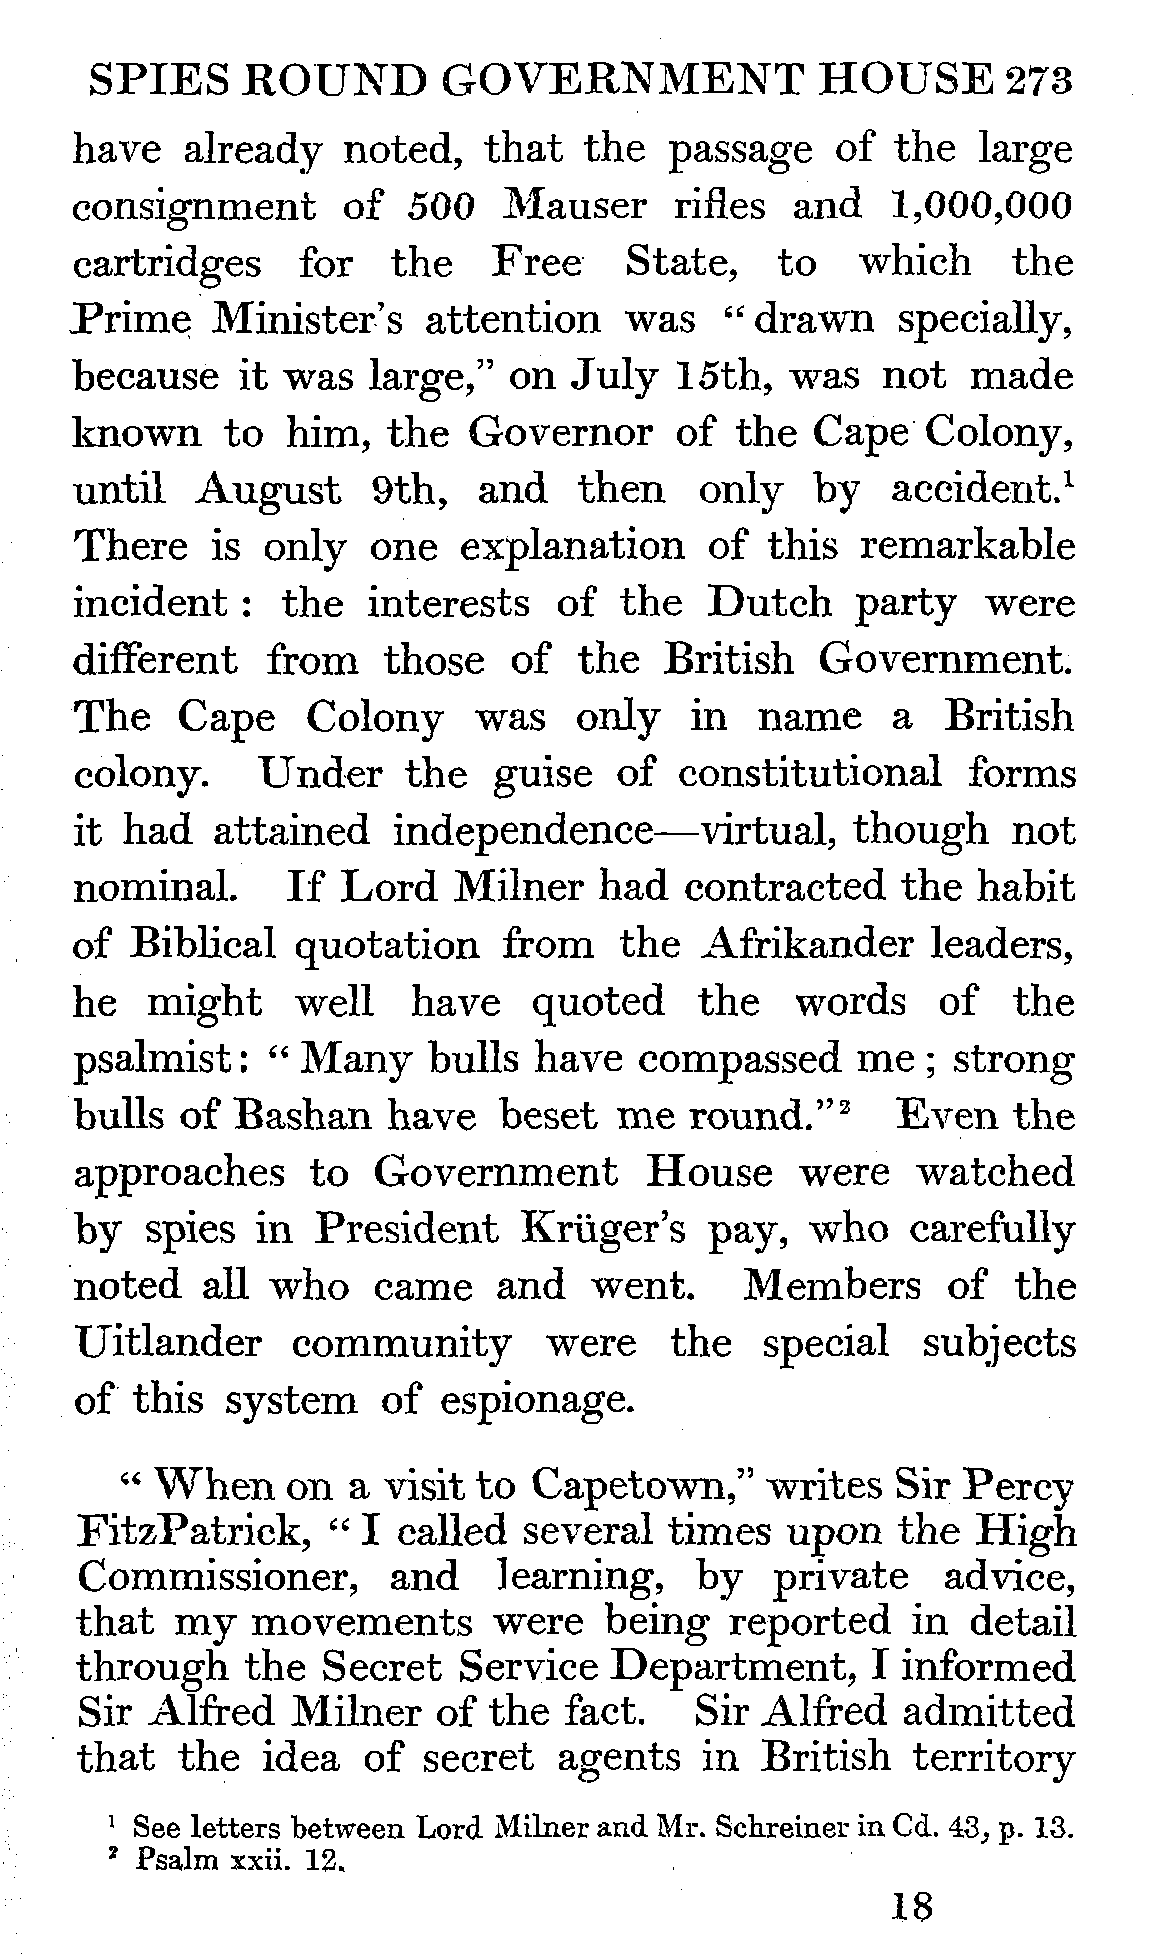 SPIES ROUND GOVERNMENT HOUSE 273
have already noted, that the passage of the large
consignment of 500 Mauser rifles and 1,000,000
cartridges for the Free State, to which the
Prime Minister's attention was “ drawn specially,
because it was large,” on July 15th, was not made
known to him, the Governor of the Cape Colony,
until August 9th, and then only by accident.¹
There is only one explanation of this remarkable
incident : the interests of the Dutch party were
different from those of the British Government.
The Cape Colony was only in name a British
colony. Under the guise of constitutional forms
it had attained independence—virtual, though not
nominal. If Lord Milner had contracted the habit
of Biblical quotation from the Afrikander leaders,
he might well have quoted the words of the
psalmist : “ Many bulls have compassed me ; strong
bulls of Bashan have beset me round.”² Even the
approaches to Government House were watched
by spies in President Krüger's pay, who carefully
noted all who came and went. Members of the
Uitlander community were the special subjects
of this system of espionage.
“ When on a visit to Capetown,” writes Sir Percy
FitzPatrick, “ I called several times upon the High
Commissioner, and learning, by private advice,
that my movements were being reported in detail
through the Secret Service Department, I informed
Sir Alfred Milner of the fact. Sir Alfred admitted
that the idea of secret agents in British territory
¹ See letters between Lord Milner and Mr. Schreiner in Cd. 43, p. 13.
² Psalm xxii. 12.
18